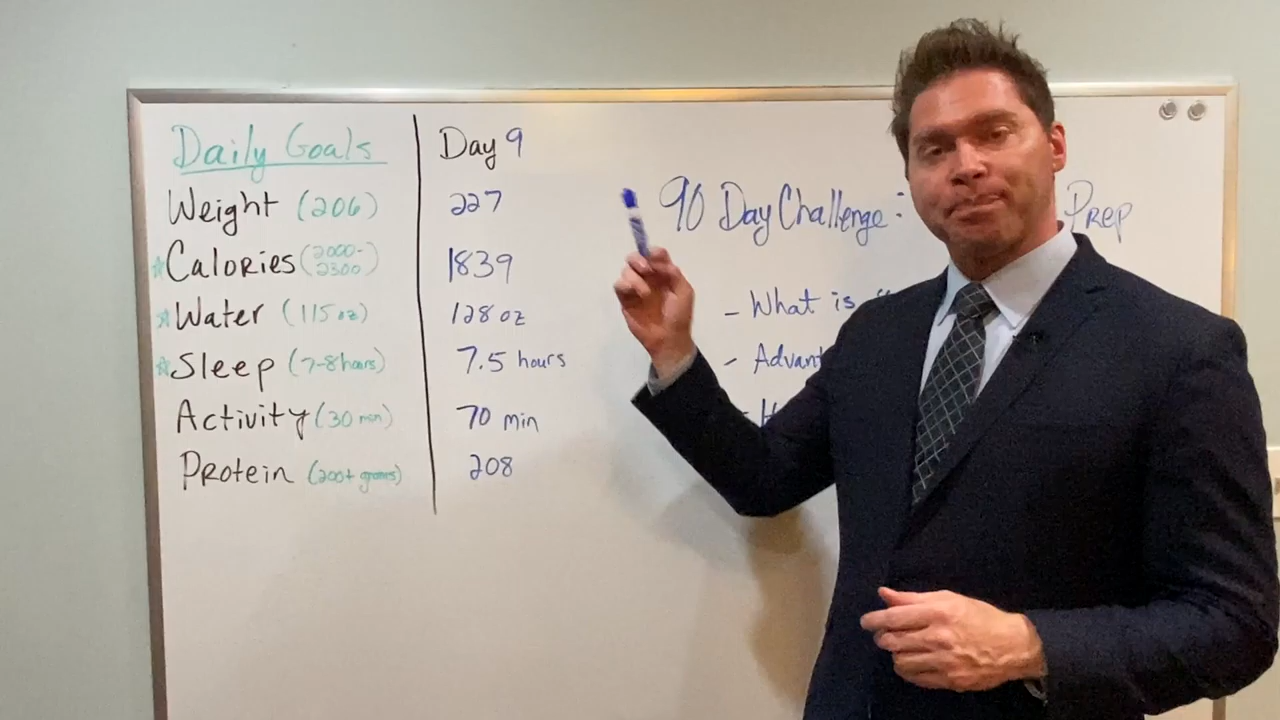 Daily Goals
Day 9
Weight (206)
227
☆Calories (2000-
2300)
1839
☆Water (115 oz)
128 oz
☆Sleep (7-8 hours)
7.5 hours
Activity (30 min)
70 min
Protein (200+ grams)
208
90 Day Challenge: Prep
- What is "
- Advant
-